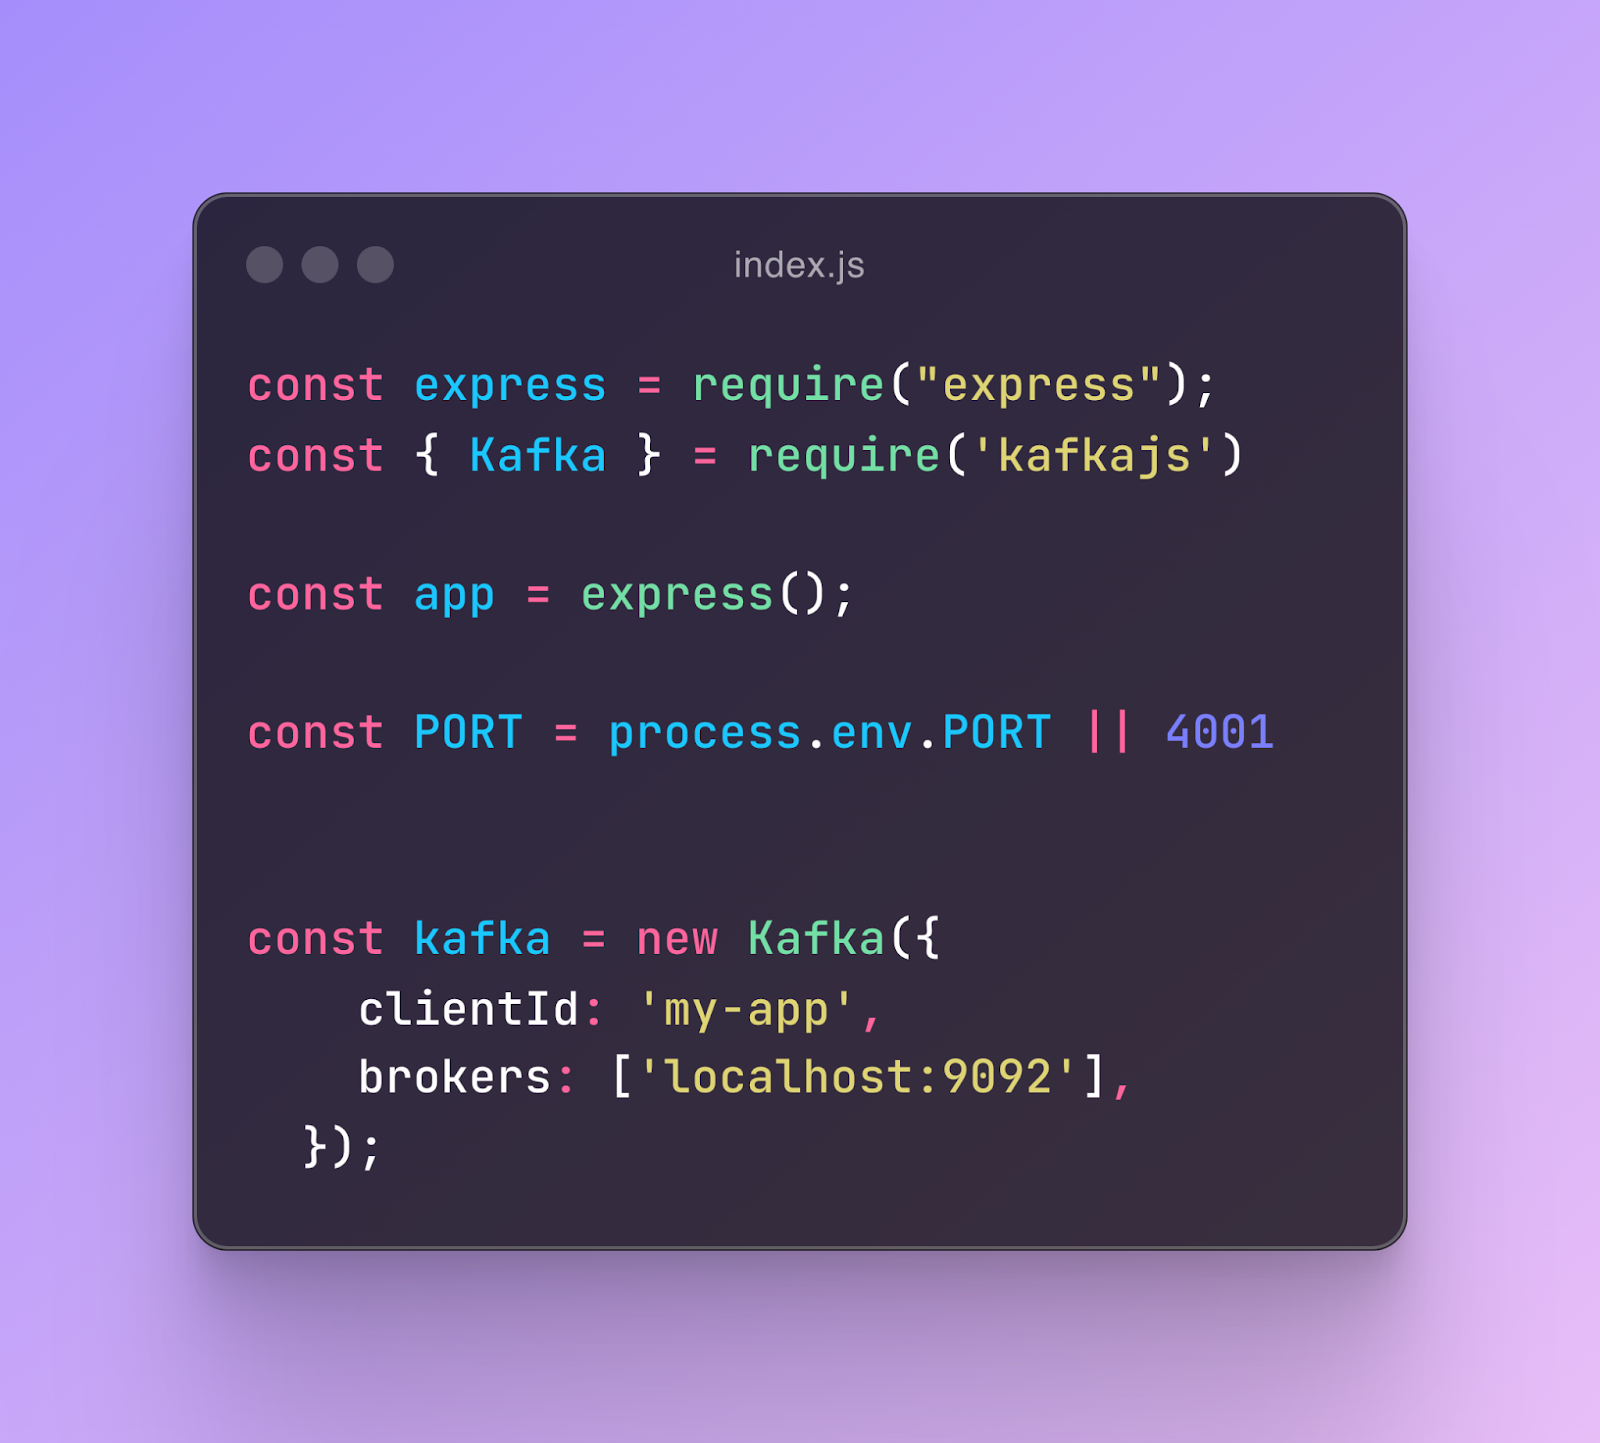 index.js
const express = require("express");
const { Kafka } = require('kafkajs')
const app = express();
const PORT = process.env.PORT || 4001
const kafka = new Kafka({
    clientId: 'my-app',
    brokers: ['localhost:9092'],
  });